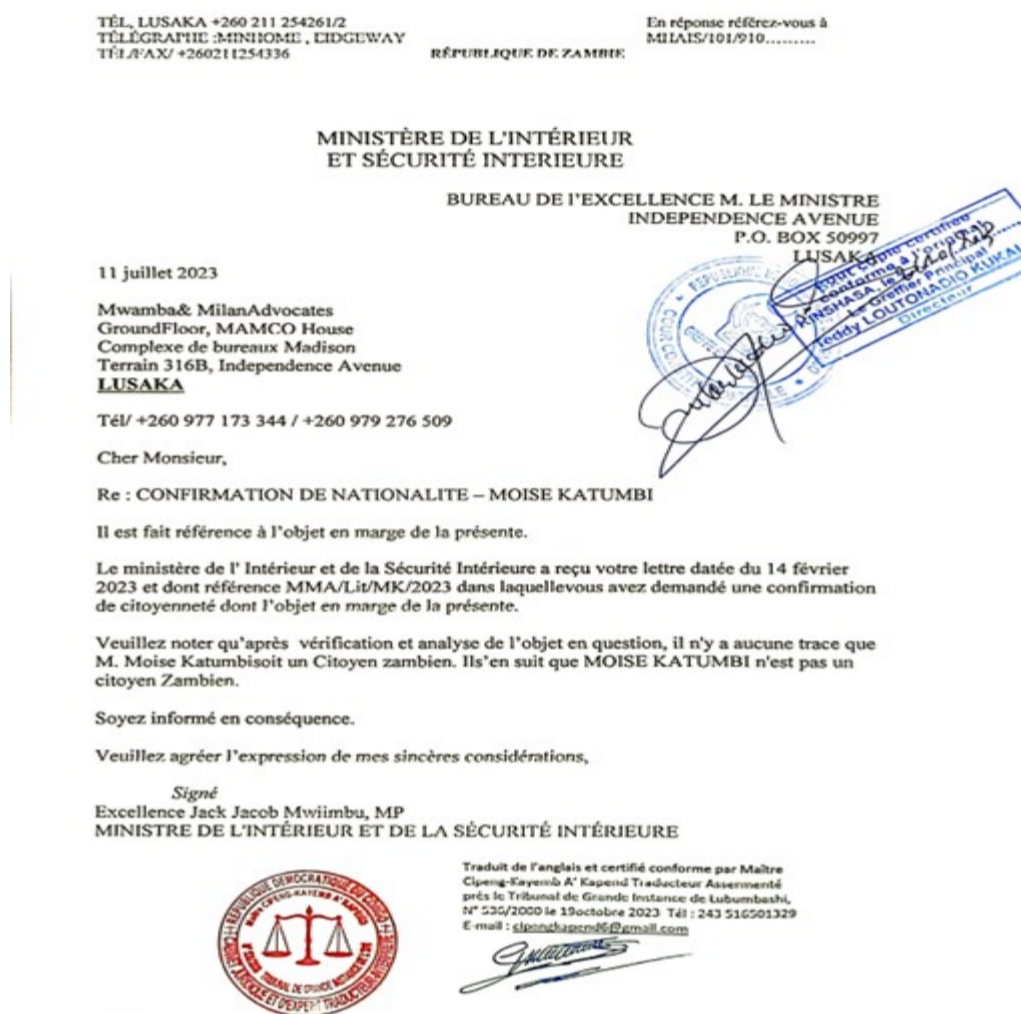 TÉL, LUSAKA +260 211 254261/2
TÉLÉGRAPHE :MINHOME , LIDGEWAY
TÉL/FAX/ +260211254336
En réponse référez-vous à
MHAIS/101/910.........
RÉPUBLIQUE DE ZAMBIE
MINISTÈRE DE L'INTÉRIEUR
ET SÉCURITÉ INTERIEURE
BUREAU DE l'EXCELLENCE M. LE MINISTRE
INDEPENDENCE AVENUE
P.O. BOX 50997
LUSAKA
Pour copie certifiée
conforme à l'original
KINSHASA, le
Le Greffier Principal
Teddy LOUTONADIO KUKAI
Directeur
11 juillet 2023
Mwamba& MilanAdvocates
GroundFloor, MAMCO House
Complexe de bureaux Madison
Terrain 316B, Independence Avenue
LUSAKA
Tél/ +260 977 173 344 / +260 979 276 509
Cher Monsieur,
Re : CONFIRMATION DE NATIONALITE – MOISE KATUMBI
Il est fait référence à l'objet en marge de la présente.
Le ministère de l' Intérieur et de la Sécurité Intérieure a reçu votre lettre datée du 14 février
2023 et dont référence MMA/Lit/MK/2023 dans laquellevous avez demandé une confirmation
de citoyenneté dont l'objet en marge de la présente.
Veuillez noter qu'après vérification et analyse de l'objet en question, il n'y a aucune trace que
M. Moise Katumbisoit un Citoyen zambien. Ils'en suit que MOISE KATUMBI n'est pas un
citoyen Zambien.
Soyez informé en conséquence.
Veuillez agréer l'expression de mes sincères considérations,
Signé
Excellence Jack Jacob Mwiimbu, MP
MINISTRE DE L'INTÉRIEUR ET DE LA SÉCURITÉ INTÉRIEURE
REPUBLIQUE DEMOCRATIQUE DU CONGO
Traduit de l'anglais et certifié conforme par Maître
Cipeng-Kayemb A' Kapend Traducteur Assermenté
près le Tribunal de Grande Instance de Lubumbashi,
N° 536/2000 le 19octobre 2023 Tél : 243 516501329
E-mail : cipengkapend6@gmail.com